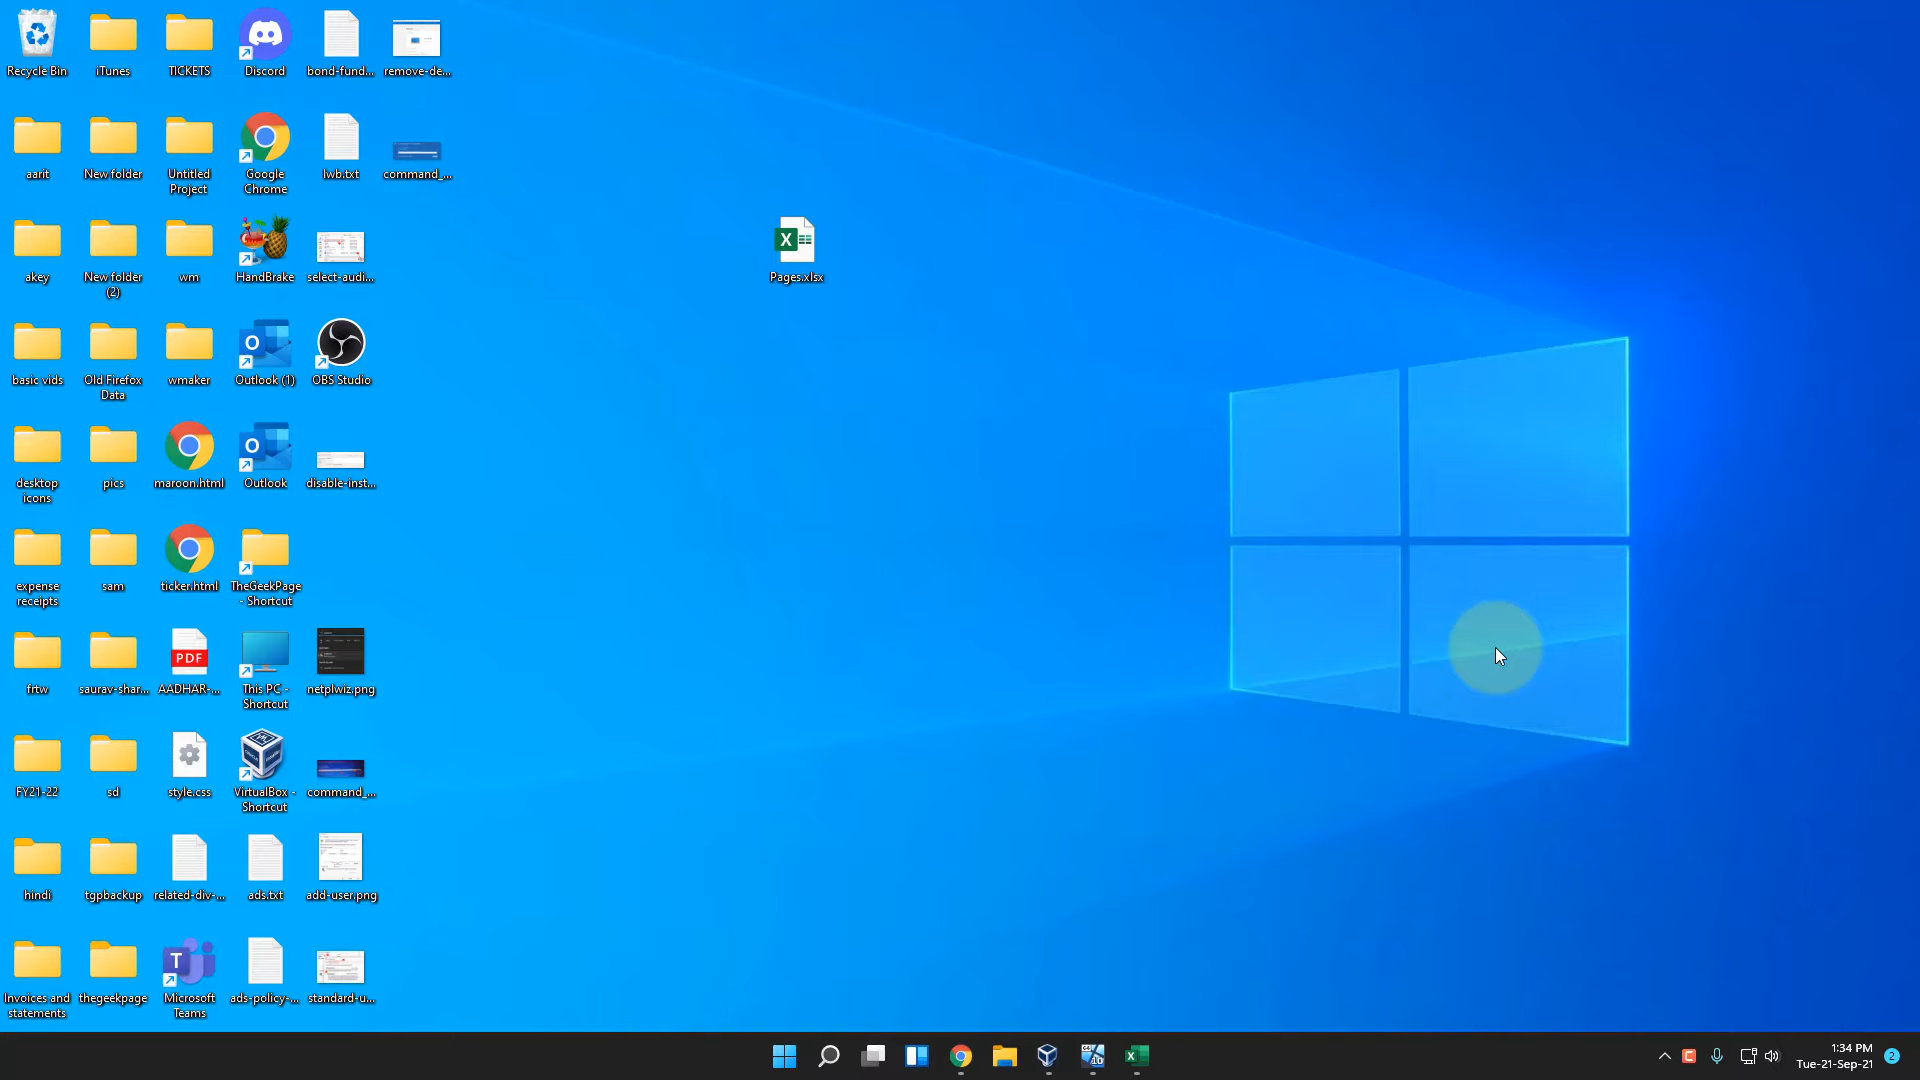 Recycle Bin
iTunes
TICKETS
Discord
bond-fund...
remove-de...
aarit
New folder
Untitled
Project
Google
Chrome
lwb.txt
command_...
akey
New folder
(2)
wm
HandBrake
select-audi...
Pages.xlsx
basic vids
Old Firefox
Data
wmaker
Outlook (1)
OBS Studio
desktop
icons
pics
maroon.html
Outlook
disable-inst...
expense
receipts
sam
ticker.html
TheGeekPage
- Shortcut
frtw
saurav-shar...
PDF
AADHAR-...
This PC -
Shortcut
netplwiz.png
FY21-22
sd
style.css
VirtualBox -
Shortcut
command_...
hindi
tgpbackup
related-div-...
ads.txt
add-user.png
Invoices and
statements
thegeekpage
Microsoft
Teams
ads-policy-...
standard-u...
1:34 PM
Tue-21-Sep-21
2